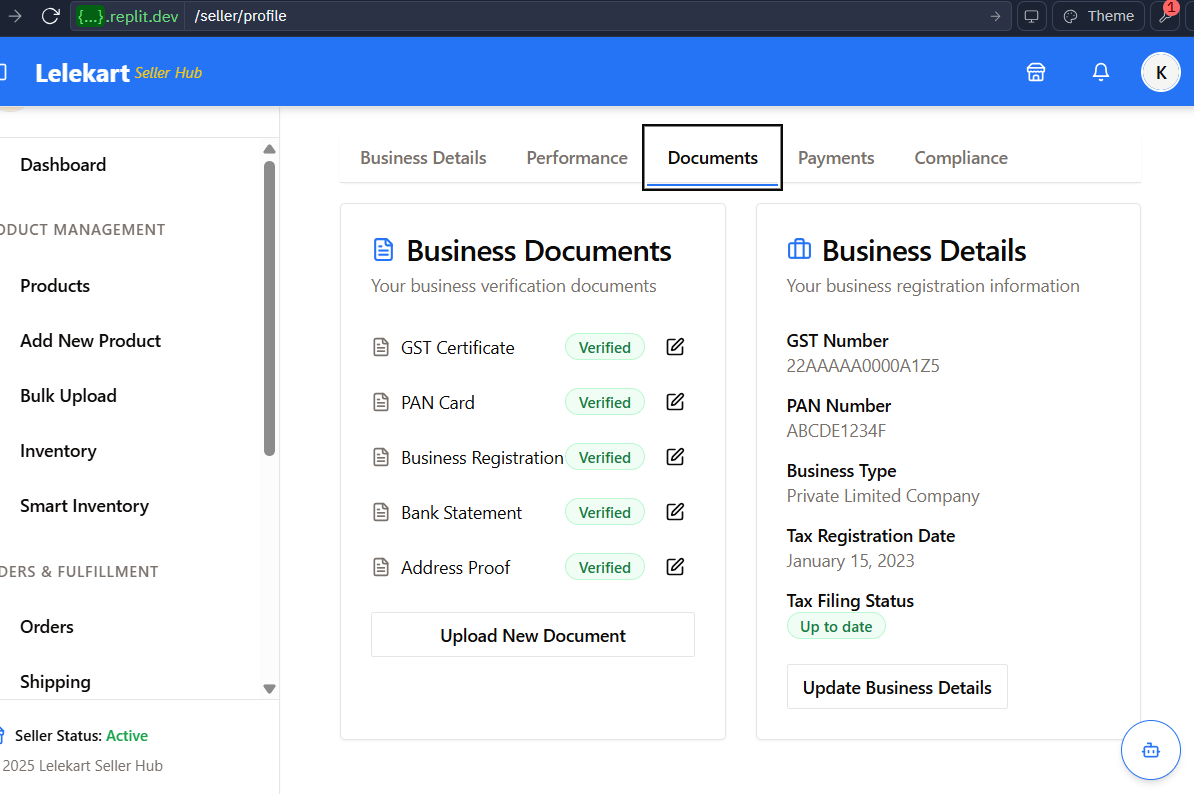 {...}.replit.dev /seller/profile Theme 1
Lelekart Seller Hub K
Dashboard
ODUCT MANAGEMENT
Products
Add New Product
Bulk Upload
Inventory
Smart Inventory
DERS & FULFILLMENT
Orders
Shipping
Seller Status: Active
2025 Lelekart Seller Hub
Business Details Performance Documents Payments Compliance
Business Documents
Your business verification documents
GST Certificate Verified
PAN Card Verified
Business Registration Verified
Bank Statement Verified
Address Proof Verified
Upload New Document
Business Details
Your business registration information
GST Number
22AAAAA0000A1Z5
PAN Number
ABCDE1234F
Business Type
Private Limited Company
Tax Registration Date
January 15, 2023
Tax Filing Status
Up to date
Update Business Details